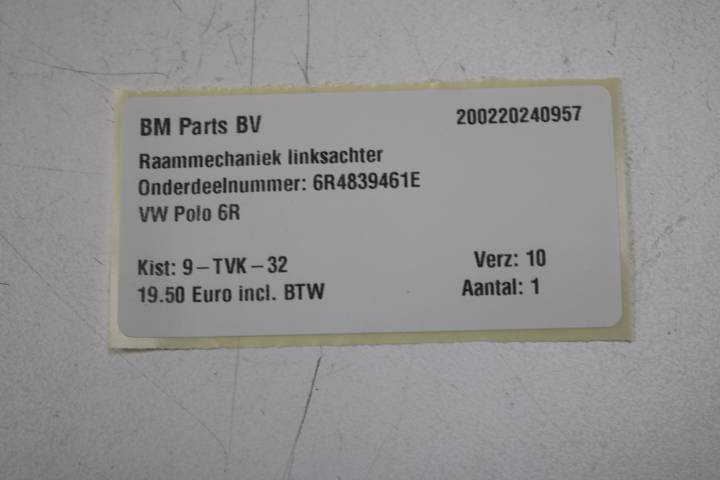 BM Parts BV 200220240957
Raammechaniek linksachter
Onderdeelnummer: 6R4839461E
VW Polo 6R
Kist: 9-TVK-32 Verz: 10
19.50 Euro incl. BTW Aantal: 1